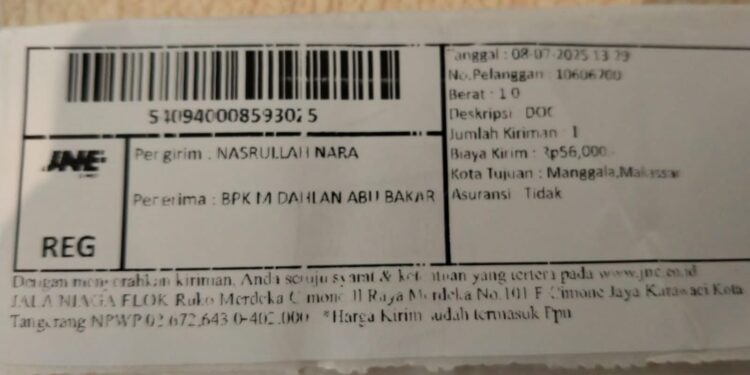 540940008593025
JNE
REG
Pengirim : NASRULLAH NARA
Penerima : BPK M DAHLAN ABU BAKAR
Tanggal : 08-07-2025 13 29
No.Pelanggan : 10606700
Berat : 1 0
Deskripsi DOC
Jumlah Kiriman : 1
Biaya Kirim : Rp56,000.-
Kota Tujuan : Manggala,Makassar
Asuransi Tidak
Dengan menyerahkan kiriman, Anda setuju syarat & ketentuan yang tertera pada www.jne.co.id
JALA NIAGA Ruko Merdeka Cimone Jl Raya Merdeka No.101 F Cimone Jaya Karawaci Kota
Tangerang NPWP 02.672,643 0-402.000 *Harga Kirim sudah termasuk Ppn